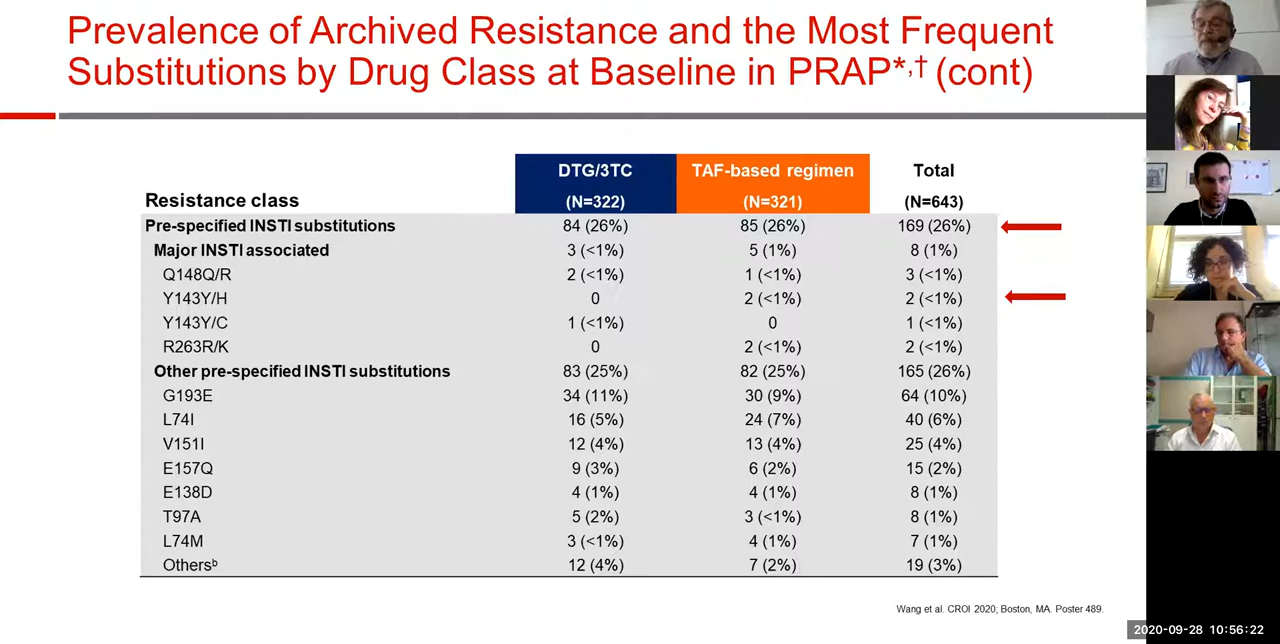 Prevalence of Archived Resistance and the Most Frequent
Substitutions by Drug Class at Baseline in PRAP*,† (cont)
DTG/3TC TAF-based regimen Total
Resistance class (N=322) (N=321) (N=643)
Pre-specified INSTI substitutions 84 (26%) 85 (26%) 169 (26%)
Major INSTI associated 3 (<1%) 5 (1%) 8 (1%)
Q148Q/R 2 (<1%) 1 (<1%) 3 (<1%)
Y143Y/H 0 2 (<1%) 2 (<1%)
Y143Y/C 1 (<1%) 0 1 (<1%)
R263R/K 0 2 (<1%) 2 (<1%)
Other pre-specified INSTI substitutions 83 (25%) 82 (25%) 165 (26%)
G193E 34 (11%) 30 (9%) 64 (10%)
L74I 16 (5%) 24 (7%) 40 (6%)
V151I 12 (4%) 13 (4%) 25 (4%)
E157Q 9 (3%) 6 (2%) 15 (2%)
E138D 4 (1%) 4 (1%) 8 (1%)
T97A 5 (2%) 3 (<1%) 8 (1%)
L74M 3 (<1%) 4 (1%) 7 (1%)
Othersᵇ 12 (4%) 7 (2%) 19 (3%)
Wang et al. CROI 2020; Boston, MA. Poster 489.
2020-09-28 10:56:22